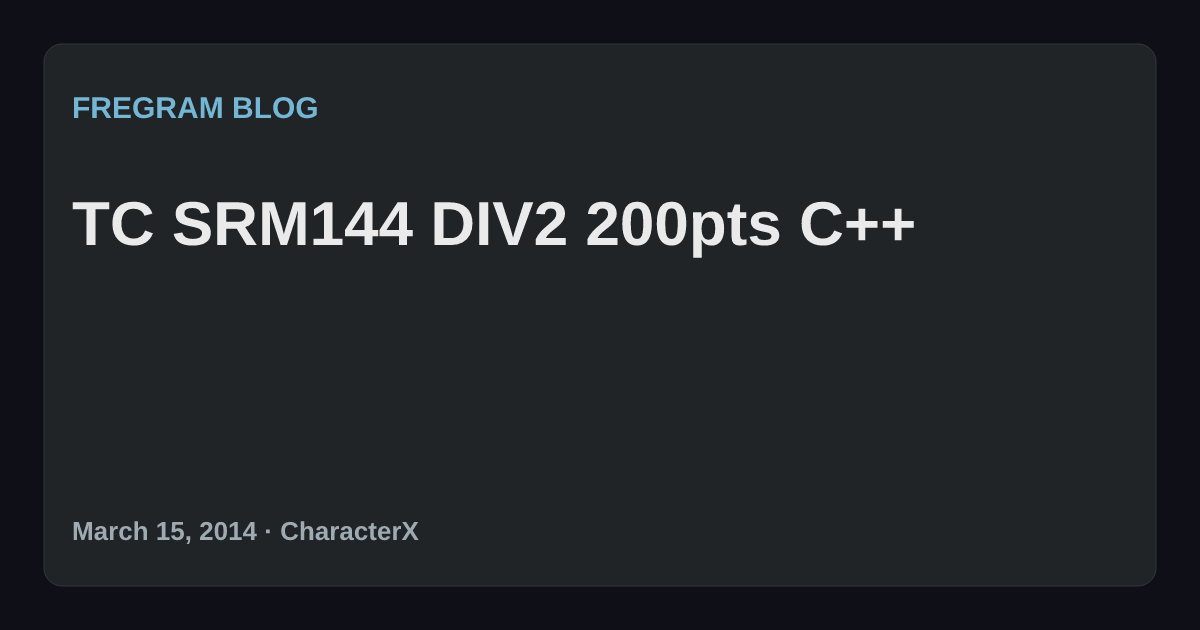 FREGRAM BLOG
TC SRM144 DIV2 200pts C++
March 15, 2014 · CharacterX